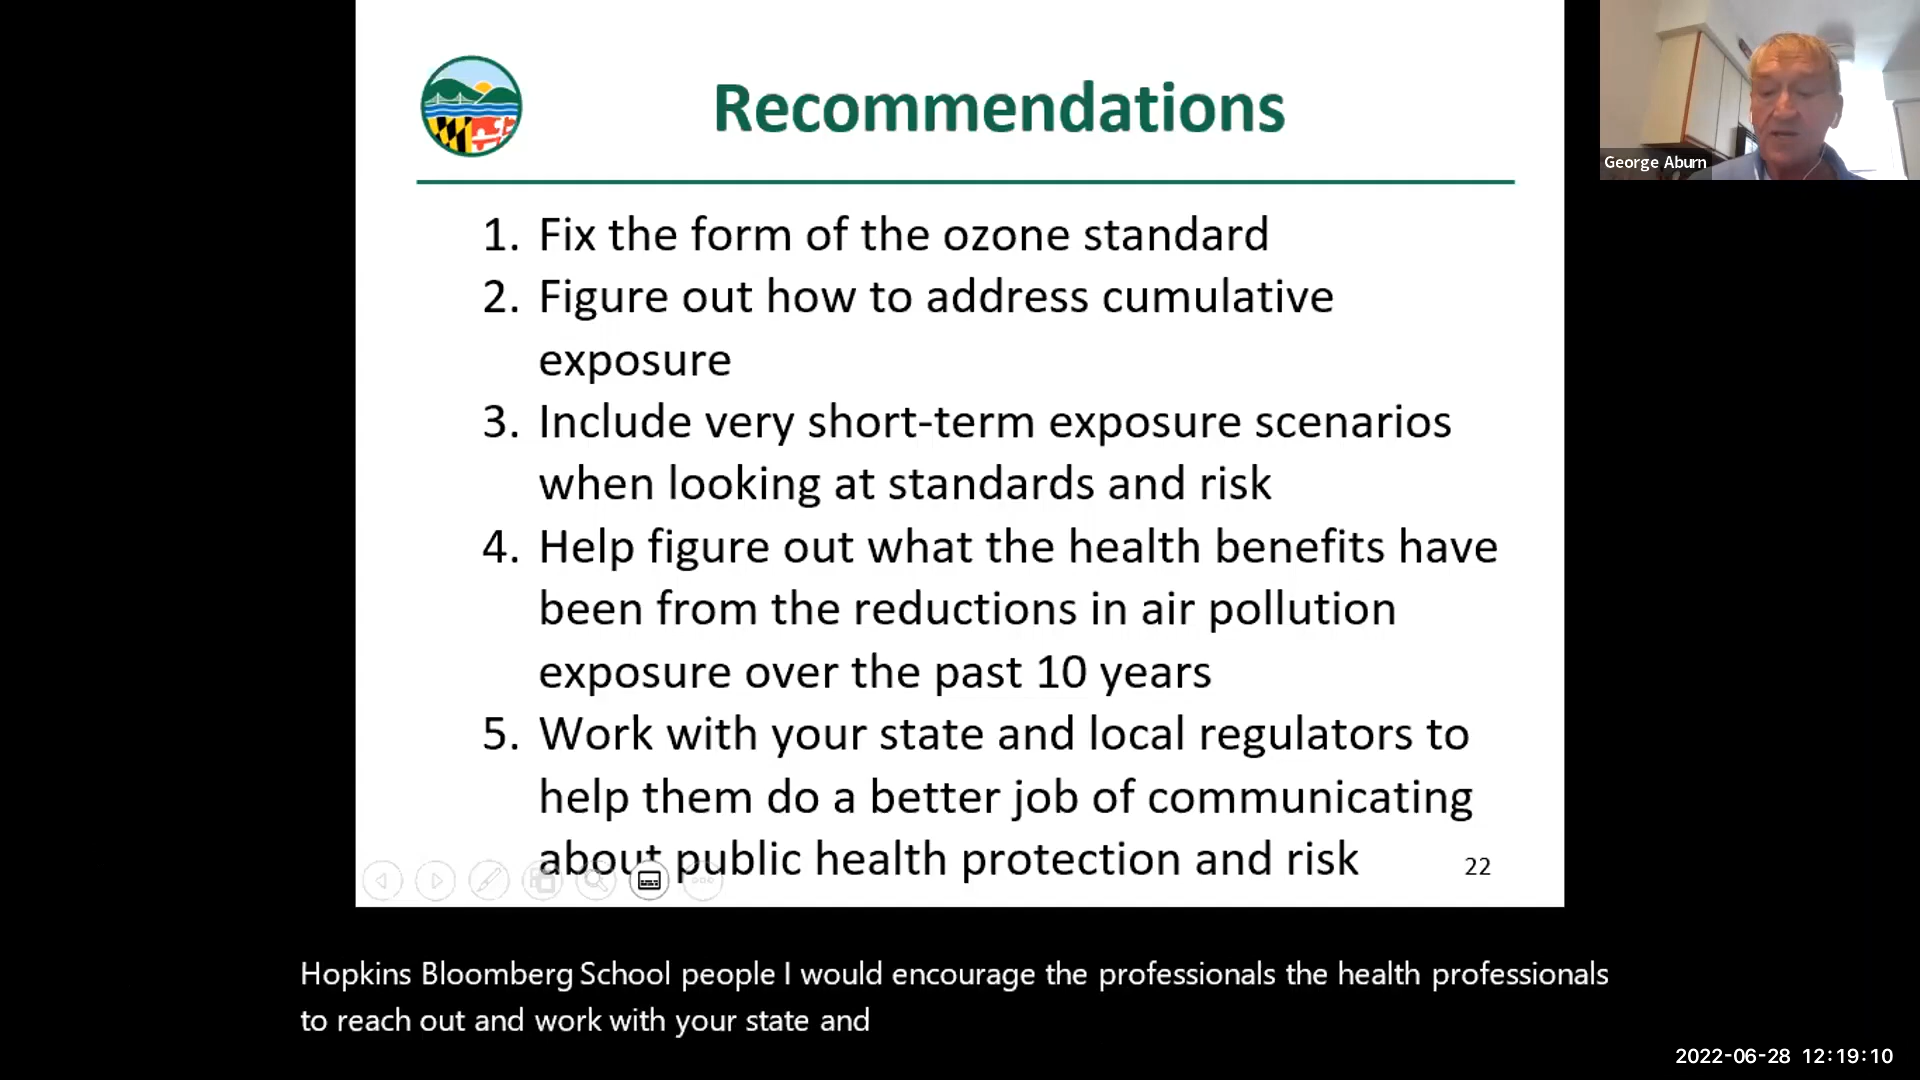 Recommendations
George Aburn
1. Fix the form of the ozone standard
2. Figure out how to address cumulative
exposure
3. Include very short-term exposure scenarios
when looking at standards and risk
4. Help figure out what the health benefits have
been from the reductions in air pollution
exposure over the past 10 years
5. Work with your state and local regulators to
help them do a better job of communicating
about public health protection and risk
22
Hopkins Bloomberg School people I would encourage the professionals the health professionals
to reach out and work with your state and
2022-06-28 12:19:10